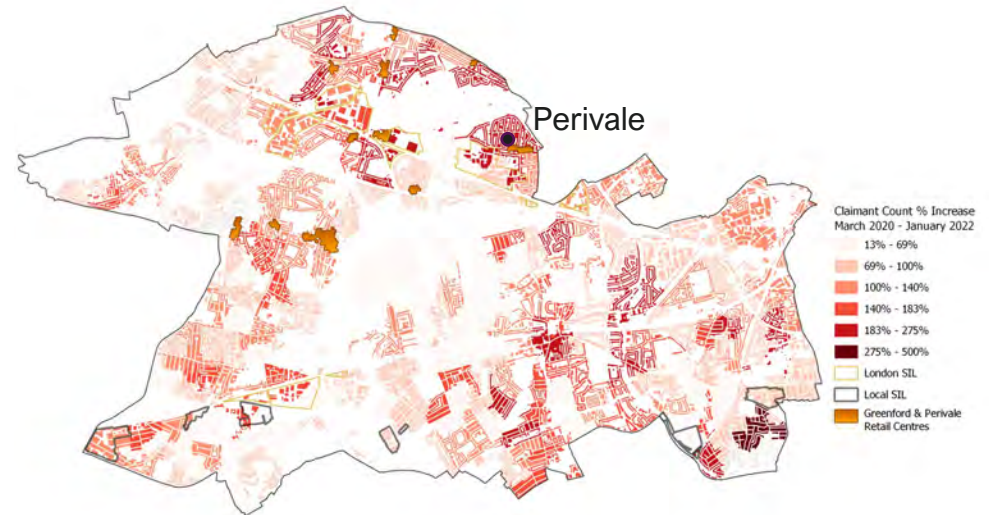 Perivale
Claimant Count % Increase
March 2020 - January 2022
13% - 69%
69% - 100%
100% - 140%
140% - 183%
183% - 275%
275% - 500%
London SIL
Local SIL
Greenford & Perivale
Retail Centres